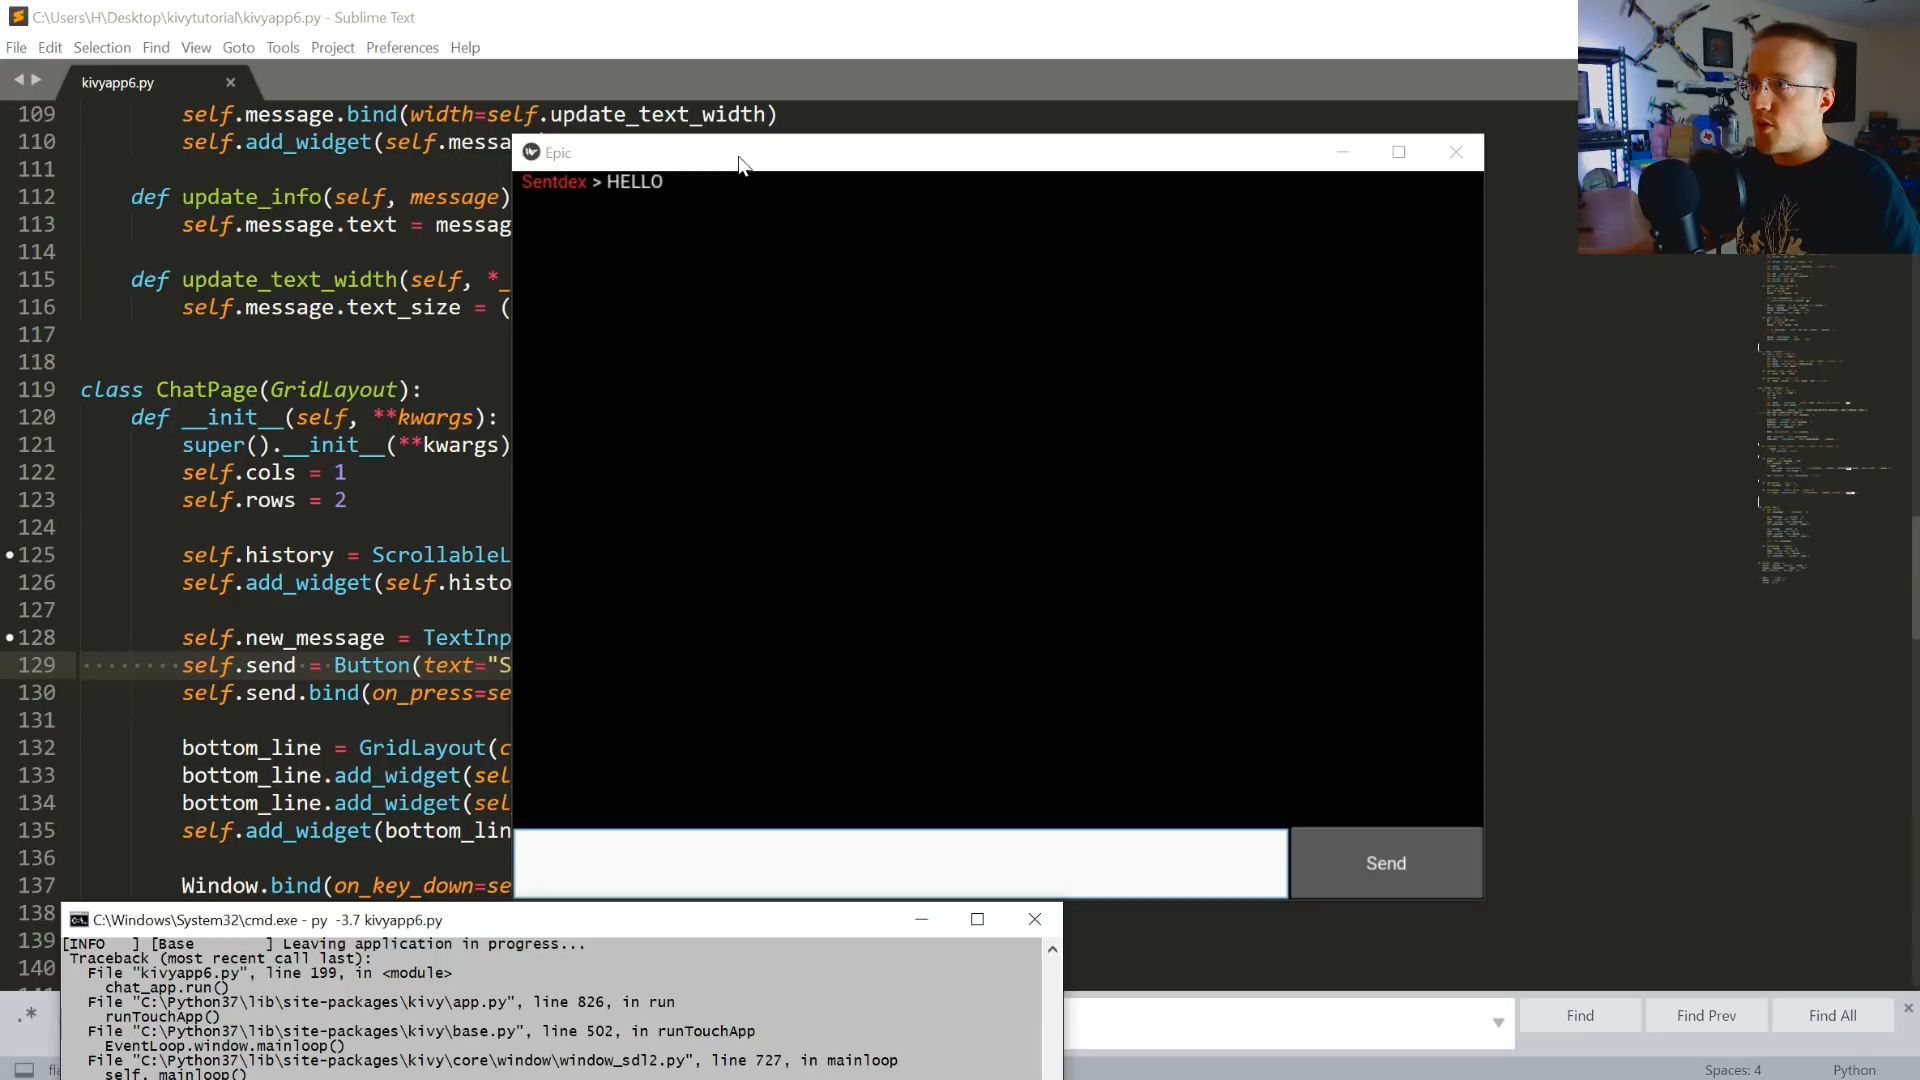 C:\Users\H\Desktop\kivytutorial\kivyapp6.py - Sublime Text
File Edit Selection Find View Goto Tools Project Preferences Help
kivyapp6.py
109 self.message.bind(width=self.update_text_width)
110 self.add_widget(self.messa
111
112 def update_info(self, message)
113 self.message.text = messag
114
115 def update_text_width(self, *_
116 self.message.text_size = (
117
118
119 class ChatPage(GridLayout):
120 def __init__(self, **kwargs):
121 super().__init__(**kwargs)
122 self.cols = 1
123 self.rows = 2
124
125 self.history = ScrollableL
126 self.add_widget(self.histo
127
128 self.new_message = TextInp
129 self.send = Button(text="S
130 self.send.bind(on_press=se
131
132 bottom_line = GridLayout(c
133 bottom_line.add_widget(sel
134 bottom_line.add_widget(sel
135 self.add_widget(bottom_lin
136
137 Window.bind(on_key_down=se
138
139
140
Epic
Sentdex > HELLO
Send
C:\Windows\System32\cmd.exe - py -3.7 kivyapp6.py
[INFO ] [Base ] Leaving application in progress...
Traceback (most recent call last):
File "kivyapp6.py", line 199, in <module>
chat_app.run()
File "C:\Python37\lib\site-packages\kivy\app.py", line 826, in run
runTouchApp()
File "C:\Python37\lib\site-packages\kivy\base.py", line 502, in runTouchApp
EventLoop.window.mainloop()
File "C:\Python37\lib\site-packages\kivy\core\window\window_sdl2.py", line 727, in mainloop
self._mainloop()
.*
Find Find Prev Find All
Spaces: 4 Python